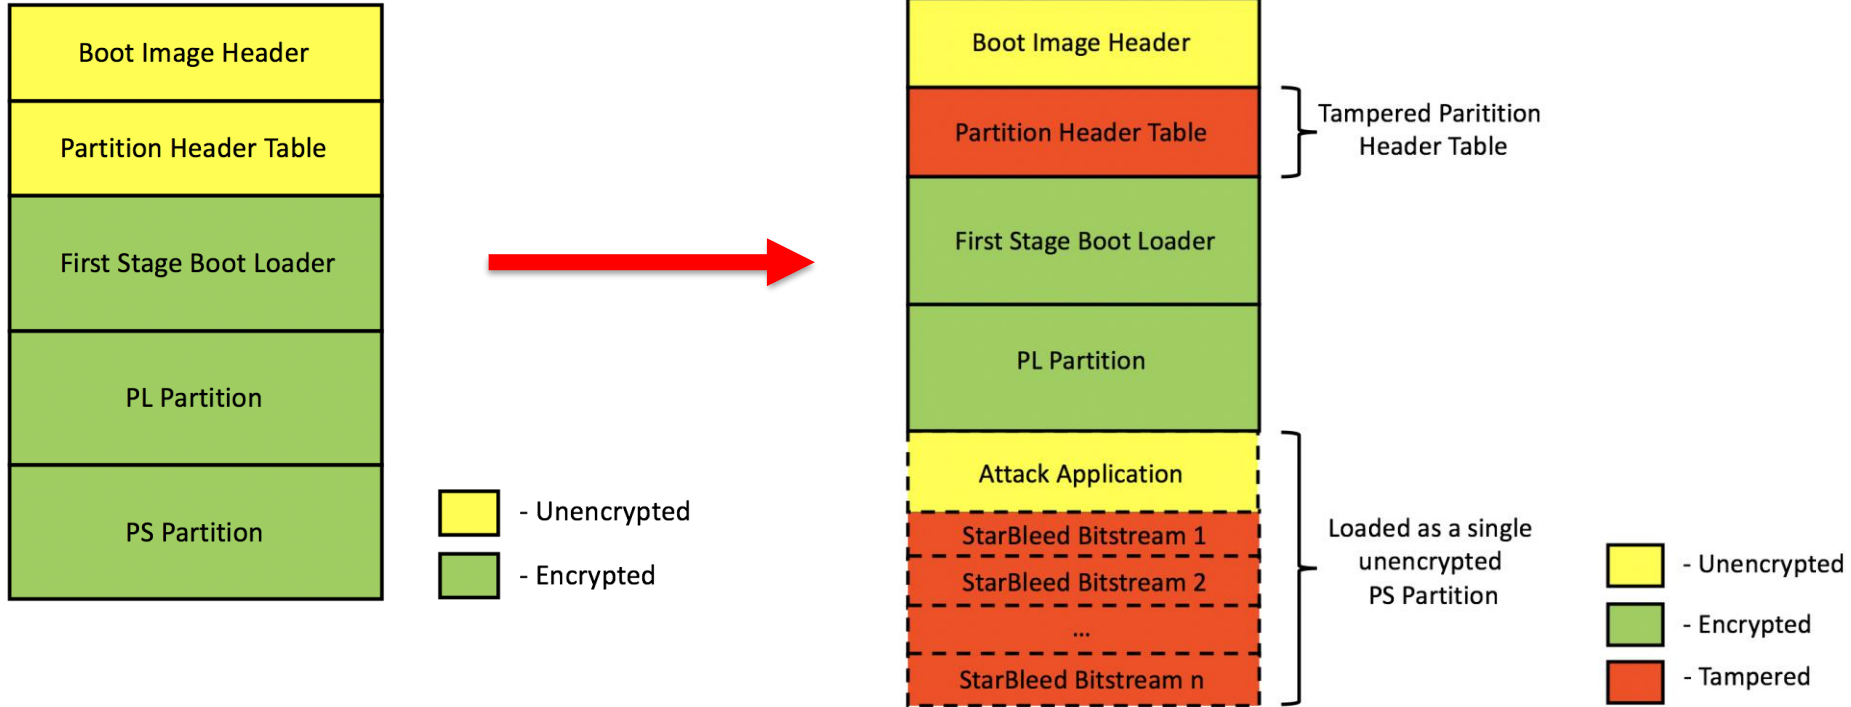 Boot Image Header
Partition Header Table
First Stage Boot Loader
PL Partition
PS Partition
- Unencrypted
- Encrypted
Boot Image Header
Partition Header Table
First Stage Boot Loader
PL Partition
Attack Application
StarBleed Bitstream 1
StarBleed Bitstream 2
...
StarBleed Bitstream n
Tampered Paritition
Header Table
Loaded as a single
unencrypted
PS Partition
- Unencrypted
- Encrypted
- Tampered